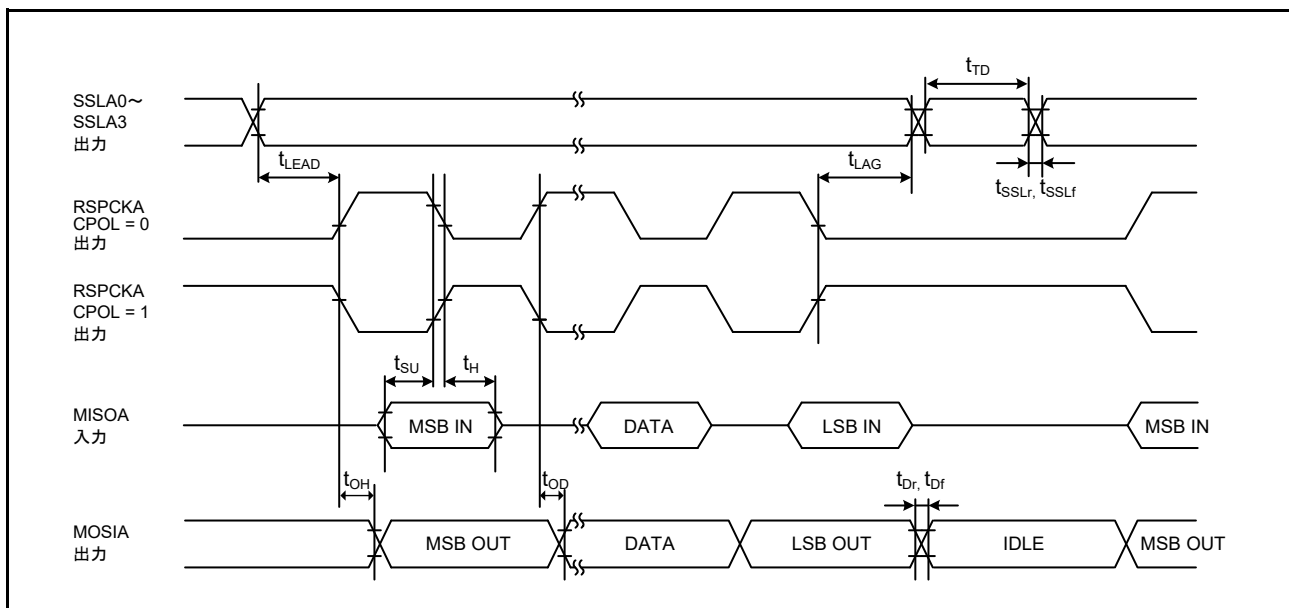 SSLA0~
SSLA3
出力
tTD
tSSLr, tSSLf
tLEAD
tLAG
RSPCKA
CPOL = 0
出力
RSPCKA
CPOL = 1
出力
tSU
tH
MISOA
入力
MSB IN
DATA
LSB IN
MSB IN
tOH
tOD
tDr, tDf
MOSIA
出力
MSB OUT
DATA
LSB OUT
IDLE
MSB OUT